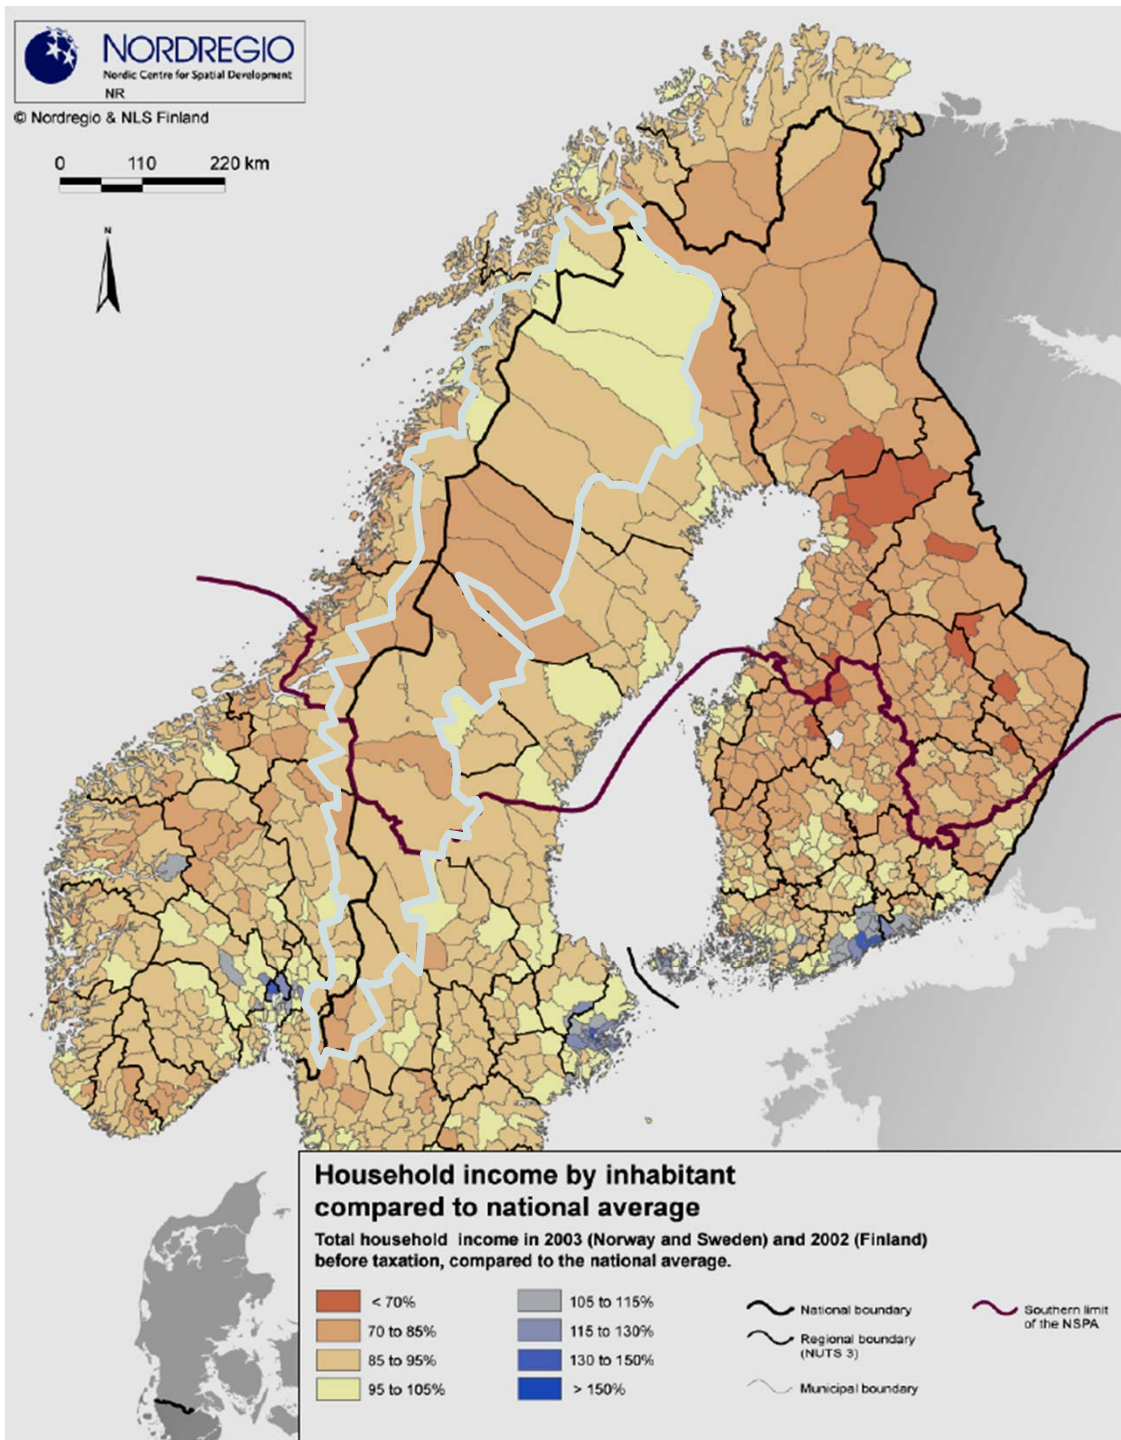 NORDREGIO
Nordic Centre for Spatial Development
NR
© Nordregio & NLS Finland
0 110 220 km
N
Household income by inhabitant
compared to national average
Total household income in 2003 (Norway and Sweden) and 2002 (Finland)
before taxation, compared to the national average.
< 70%
70 to 85%
85 to 95%
95 to 105%
105 to 115%
115 to 130%
130 to 150%
> 150%
National boundary
Regional boundary
(NUTS 3)
Municipal boundary
Southern limit
of the NSPA